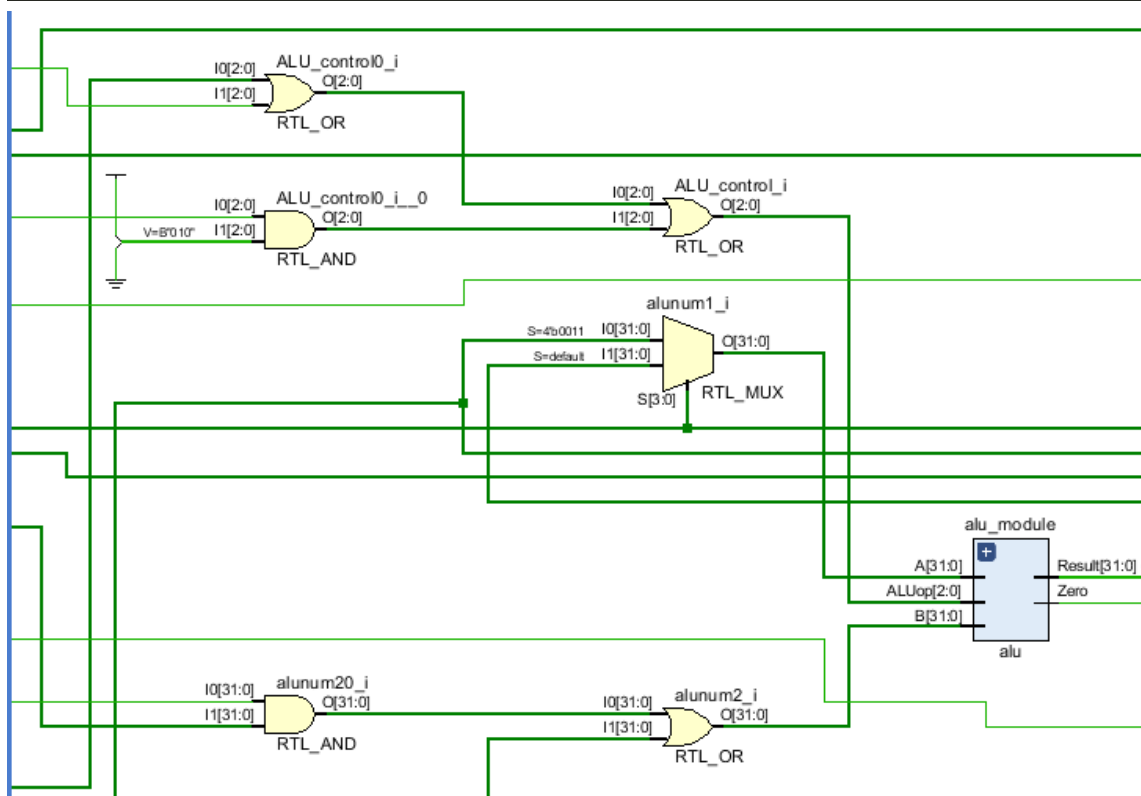 ALU_control0_i
I0[2:0]
O[2:0]
I1[2:0]
RTL_OR
ALU_control0_i__0
I0[2:0]
O[2:0]
V=B"010"
I1[2:0]
RTL_AND
ALU_control_i
I0[2:0]
O[2:0]
I1[2:0]
RTL_OR
alunum1_i
S=4'b0011
I0[31:0]
O[31:0]
S=default
I1[31:0]
S[3:0]
RTL_MUX
alu_module
A[31:0]
Result[31:0]
ALUop[2:0]
Zero
B[31:0]
alu
alunum20_i
I0[31:0]
O[31:0]
I1[31:0]
RTL_AND
alunum2_i
I0[31:0]
O[31:0]
I1[31:0]
RTL_OR